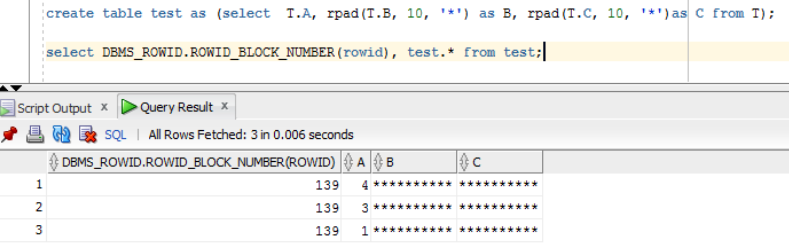 create table test as (select T.A, rpad(T.B, 10, '*') as B, rpad(T.C, 10, '*')as C from T);
select DBMS_ROWID.ROWID_BLOCK_NUMBER(rowid), test.* from test;
Script Output x Query Result x
SQL | All Rows Fetched: 3 in 0.006 seconds
DBMS_ROWID.ROWID_BLOCK_NUMBER(ROWID) A B C
1 139 4 ********** **********
2 139 3 ********** **********
3 139 1 ********** **********